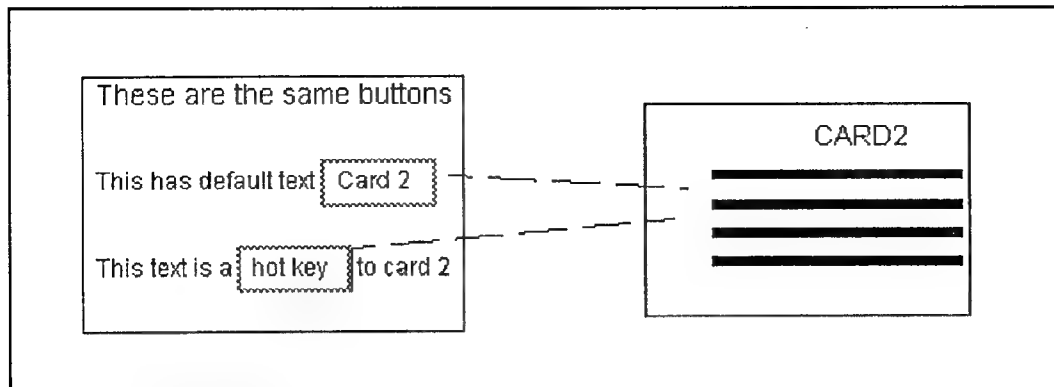 These are the same buttons
This has default text Card 2
This text is a hot key to card 2
CARD2